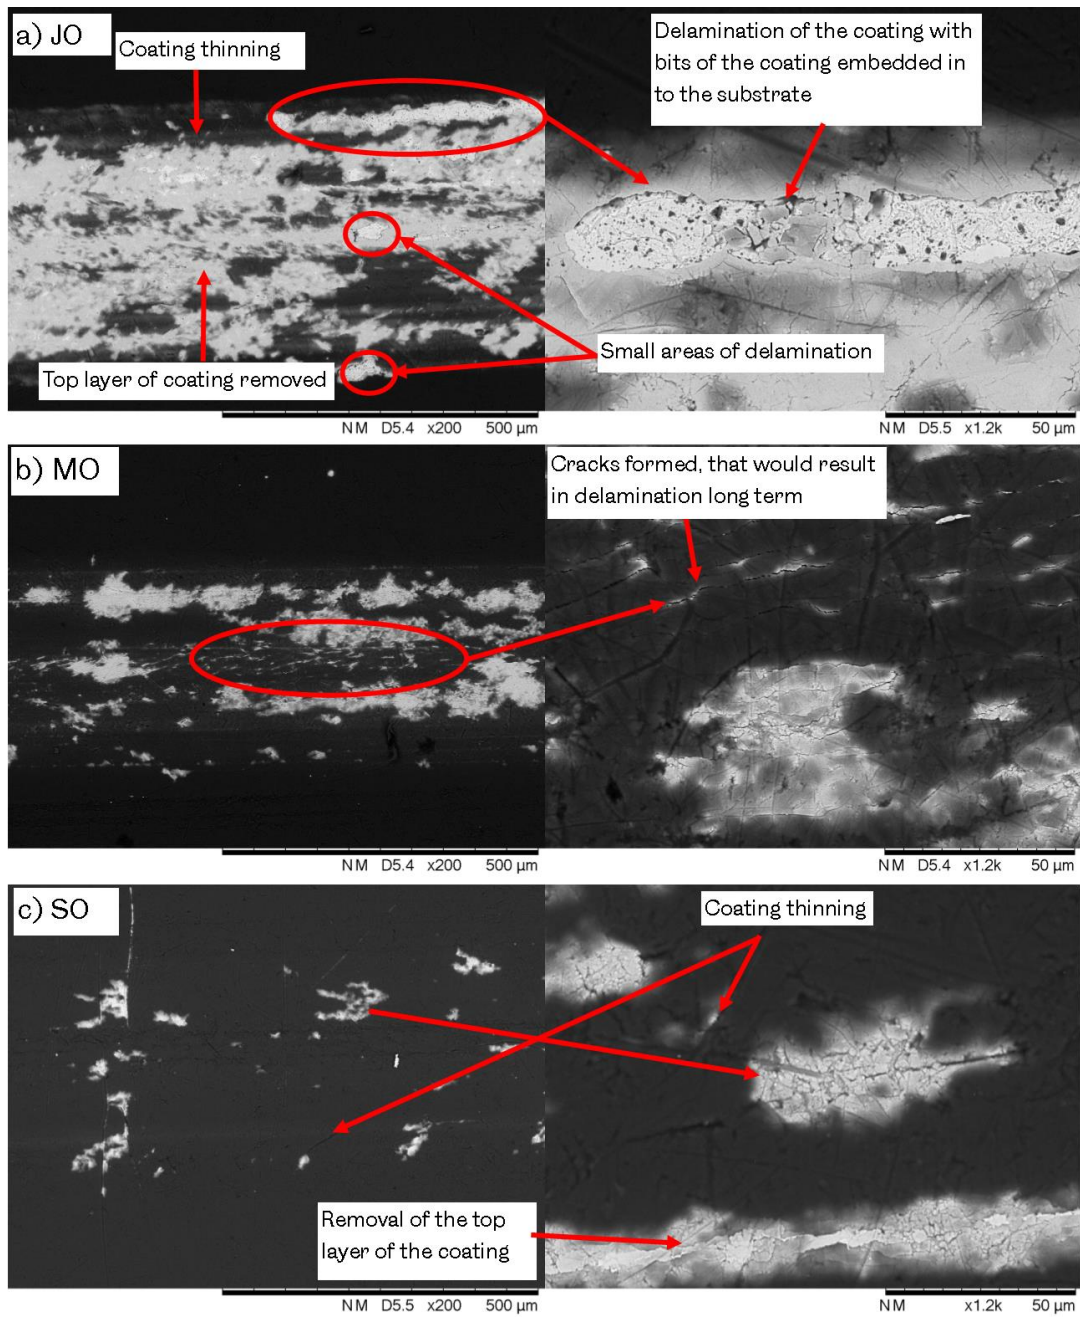 a) JO
Coating thinning
Delamination of the coating with
bits of the coating embedded in
to the substrate
Small areas of delamination
Top layer of coating removed
NM D5.4 x200 500 µm
NM D5.5 x1.2k 50 µm
b) MO
Cracks formed, that would result
in delamination long term
NM D5.4 x200 500 µm
NM D5.4 x1.2k 50 µm
c) SO
Coating thinning
Removal of the top
layer of the coating
NM D5.5 x200 500 µm
NM x1.2k 50 µm